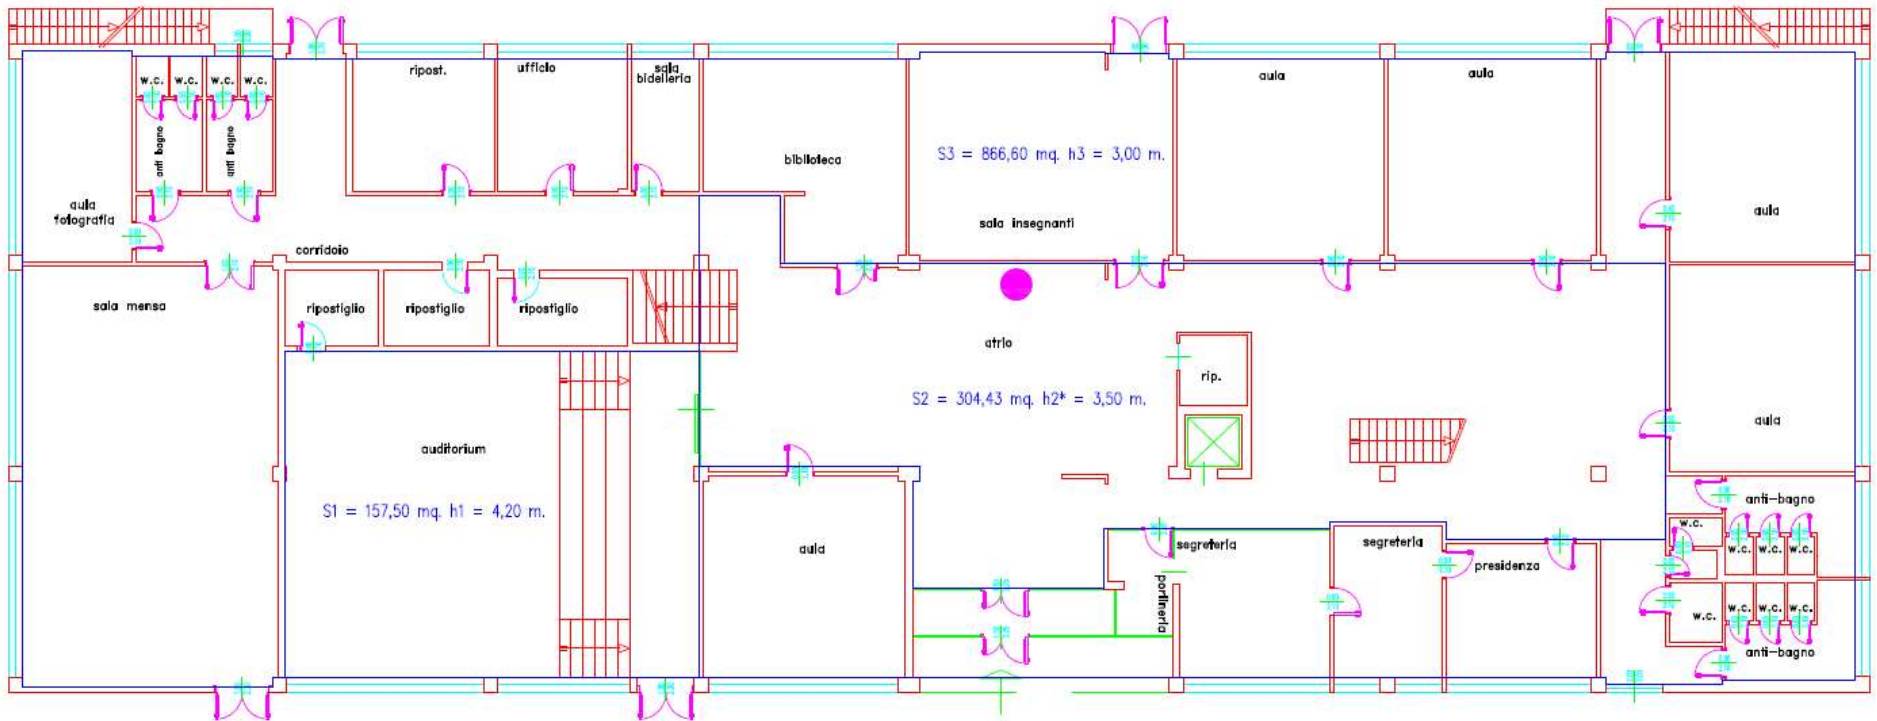 w.c.
w.c.
w.c.
w.c.
ripost.
ufficio
sala
bidelleria
aula
aula
anti bagno
anti bagno
biblioteca
S3 = 866,60 mq. h3 = 3,00 m.
aula
fotografia
sala insegnanti
aula
corridoio
sala mensa
ripostiglio
ripostiglio
ripostiglio
atrio
rip.
S2 = 304,43 mq. h2* = 3,50 m.
aula
auditorium
S1 = 157,50 mq. h1 = 4,20 m.
anti-bagno
w.c.
aula
segreteria
segreteria
w.c.
w.c.
w.c.
presidenza
portineria
w.c.
w.c.
w.c.
w.c.
anti-bagno